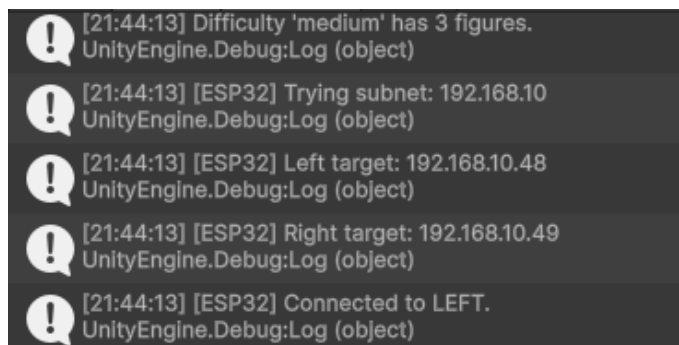 [21:44:13] Difficulty 'medium' has 3 figures.
UnityEngine.Debug:Log (object)
[21:44:13] [ESP32] Trying subnet: 192.168.10
UnityEngine.Debug:Log (object)
[21:44:13] [ESP32] Left target: 192.168.10.48
UnityEngine.Debug:Log (object)
[21:44:13] [ESP32] Right target: 192.168.10.49
UnityEngine.Debug:Log (object)
[21:44:13] [ESP32] Connected to LEFT.
UnityEngine.Debug:Log (object)